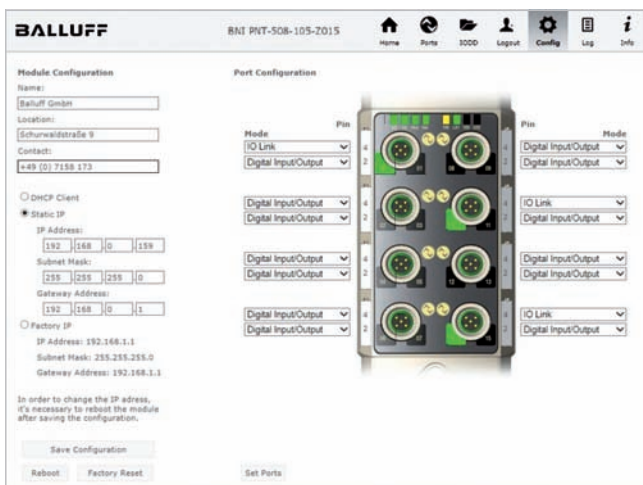 BALLUFF
BNI PNT-508-105-Z015
Home
Ports
IODD
Logout
Config
Log
Info
Module Configuration
Name:
Balluff GmbH
Location:
Schurwaldstraße 9
Contact:
+49 (0) 7158 173
DHCP Client
Static IP
IP Address:
192 .168 .0 .159
Subnet Mask:
255 .255 .255 .0
Gateway Address:
192 .168 .0 .1
Factory IP
IP Address: 192.168.1.1
Subnet Mask: 255.255.255.0
Gateway Address: 192.168.1.1
In order to change the IP adress,
it's necessary to reboot the module
after saving the configuration.
Save Configuration
Reboot
Factory Reset
Port Configuration
Pin
Mode
IO Link 4
Digital Input/Output 2
Digital Input/Output 4
Digital Input/Output 2
Digital Input/Output 4
Digital Input/Output 2
Digital Input/Output 4
Digital Input/Output 2
Pin
Mode
4 Digital Input/Output
2 Digital Input/Output
4 IO Link
2 Digital Input/Output
4 Digital Input/Output
2 Digital Input/Output
4 IO Link
2 Digital Input/Output
Set Ports